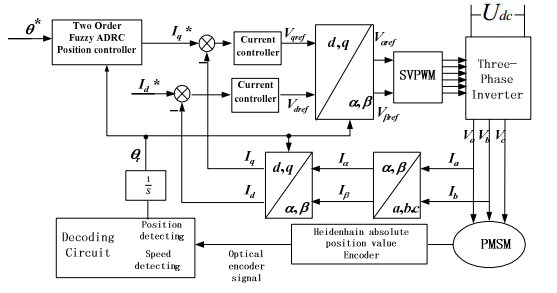 θ*
Two Order
Fuzzy ADRC
Position controller
I_q*
Current
controller
V_qref
d,q
α,β
V_αref
SVPWM
U_dc
Three-
Phase
Inverter
I_d*
Current
controller
V_dref
V_βref
V_a V_b V_c
θ_r
I_q
d,q
α,β
I_α
α,β
a,b,c
I_a
I_d
I_β
I_b
1/s
Decoding
Circuit
Position
detecting
Speed
detecting
Optical
encoder
signal
Heidenhain absolute
position value
Encoder
PMSM